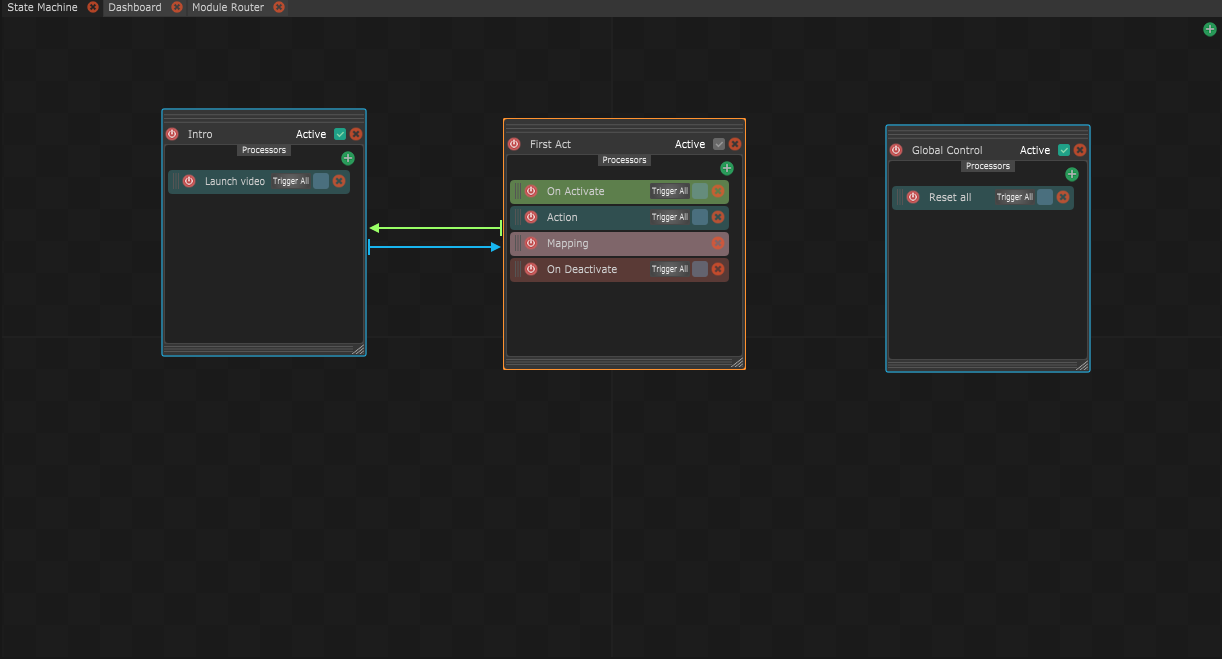 State Machine Dashboard Module Router
Intro Active
Processors
Launch video Trigger All
First Act Active
Processors
On Activate Trigger All
Action Trigger All
Mapping
On Deactivate Trigger All
Global Control Active
Processors
Reset all Trigger All